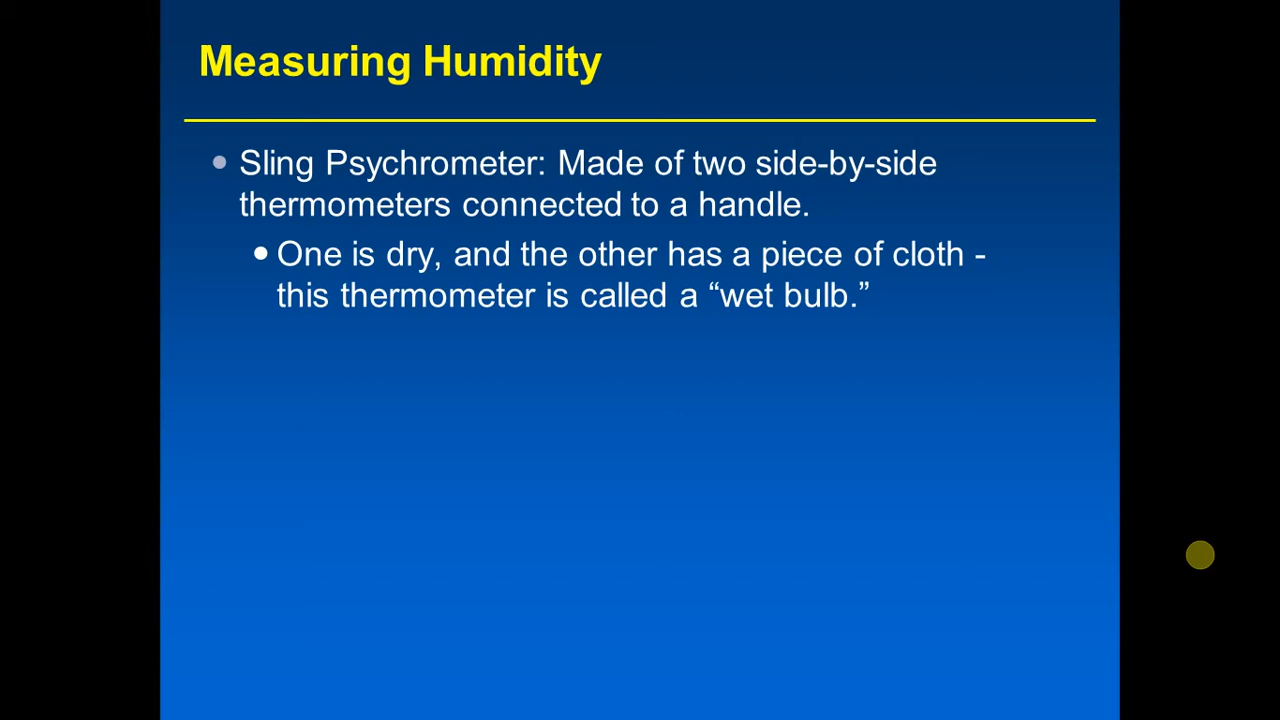 Measuring Humidity
Sling Psychrometer: Made of two side-by-side
thermometers connected to a handle.
One is dry, and the other has a piece of cloth -
this thermometer is called a “wet bulb.”